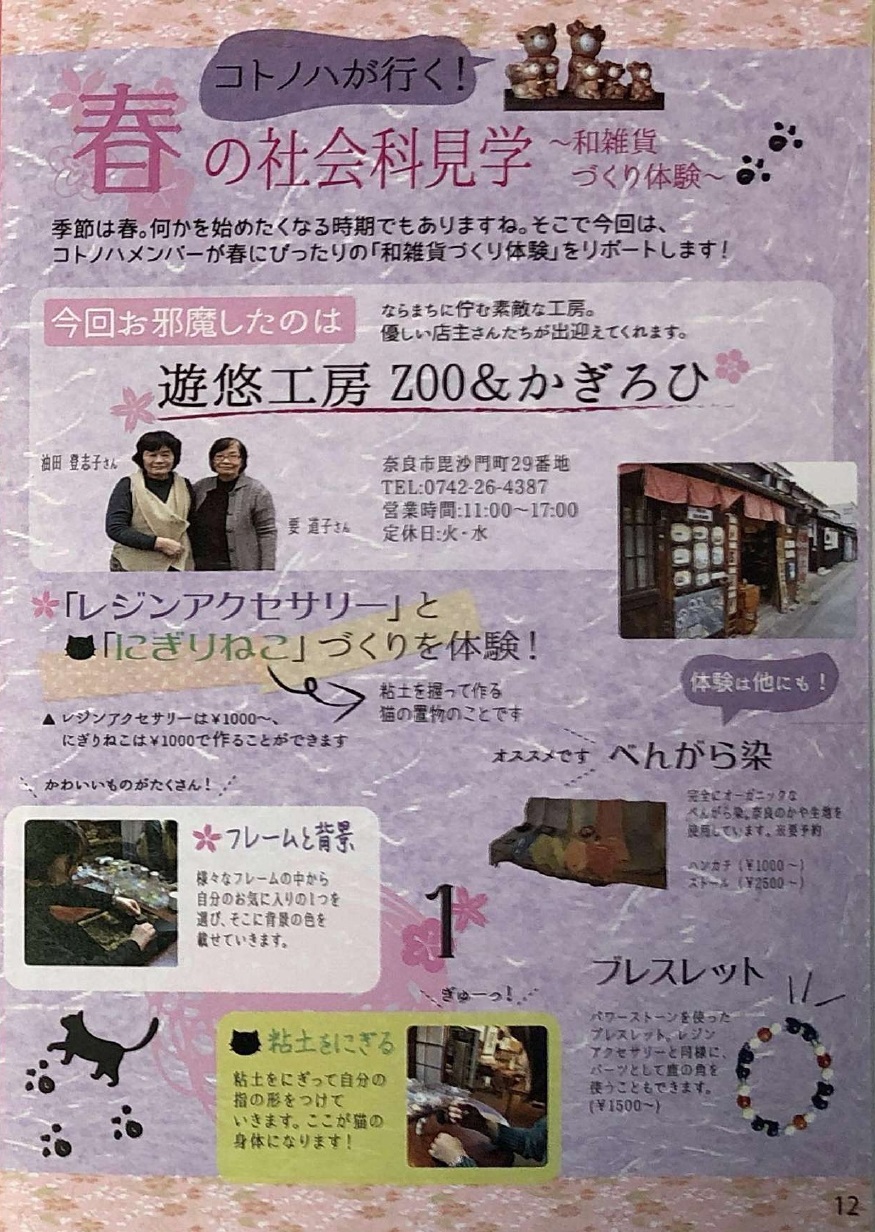 コトノハが行く!
春の社会科見学
～和雑貨
づくり体験～
季節は春。何かを始めたくなる時期でもありますね。そこで今回は、
コトノハメンバーが春にぴったりの「和雑貨づくり体験」をリポートします!
今回お邪魔したのは
ならまちに佇む素敵な工房。
優しい店主さんたちが出迎えてくれます。
遊悠工房 ZOO&かぎろひ
油田 登志子さん
要 道子さん
奈良市毘沙門町29番地
TEL:0742-26-4387
営業時間:11:00～17:00
定休日:火・水
「レジンアクセサリー」と
「にぎりねこ」づくりを体験!
粘土を握って作る
猫の置物のことです
▲ レジンアクセサリーは¥1000～、
にぎりねこは¥1000で作ることができます
体験は他にも!
かわいいものがたくさん!
フレームと背景
様々なフレームの中から
自分のお気に入りの1つを
選び、そこに背景の色を
載せていきます。
1
ぎゅーっ!
粘土をにぎる
粘土をにぎって自分の
指の形をつけて
いきます。ここが猫の
身体になります!
オススメです
べんがら染
完全にオーガニックな
べんがら染。奈良のかや生地を
使用しています。※要予約
ハンカチ (¥1000～)
ストール (¥2500～)
ブレスレット
パワーストーンを使った
ブレスレット。レジン
アクセサリーと同様に、
パーツとして鹿の角を
使うこともできます。
(¥1500～)
12